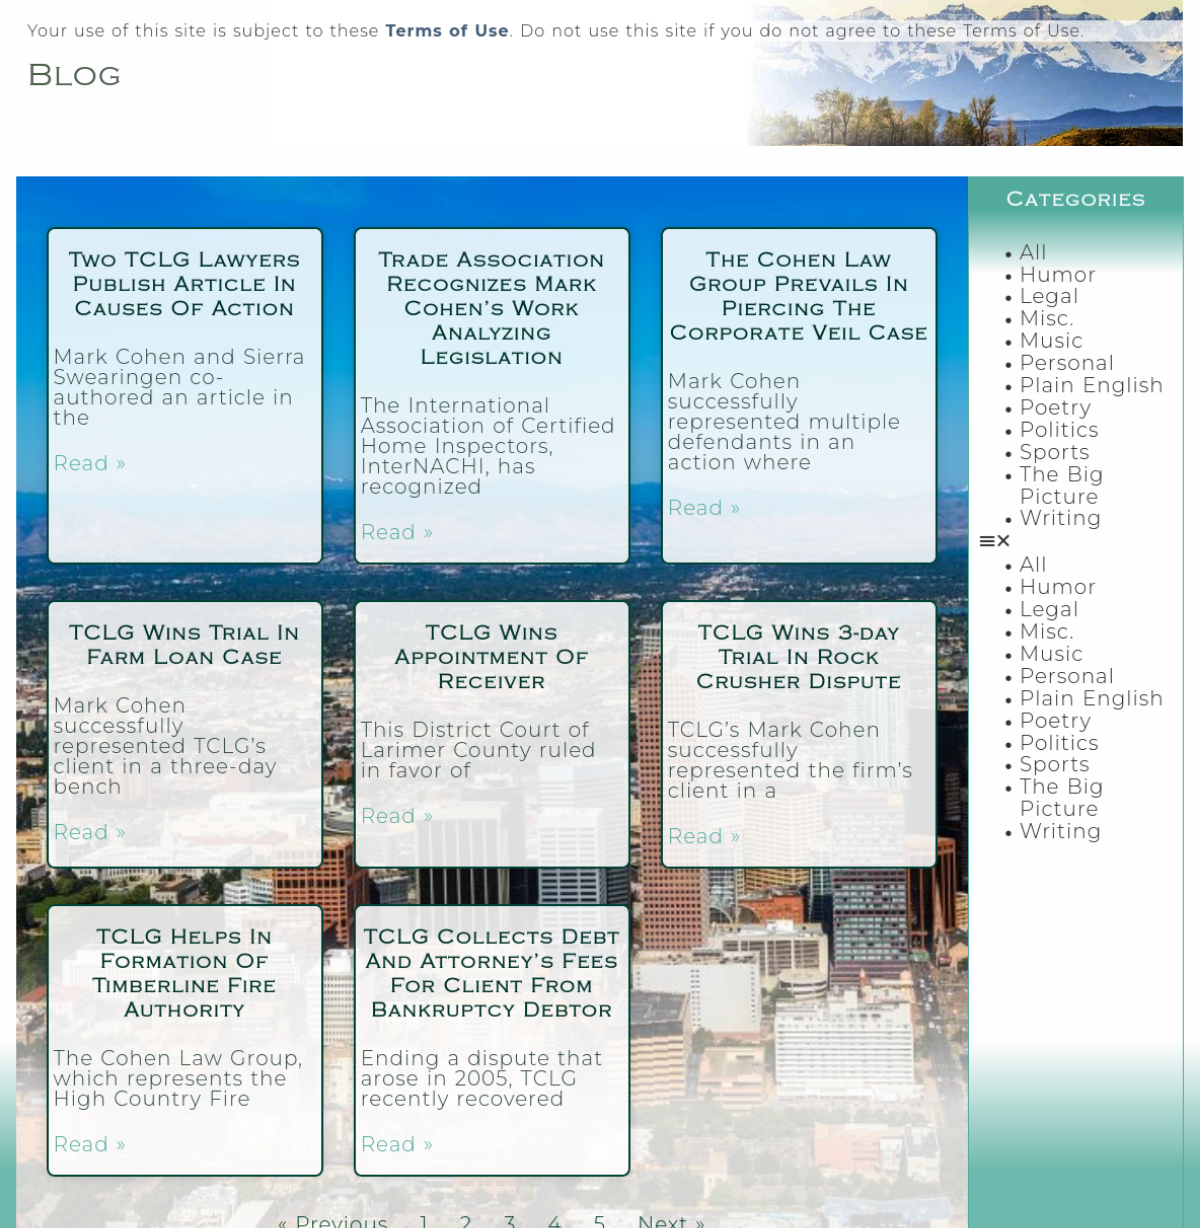 Your use of this site is subject to these Terms of Use. Do not use this site if you do not agree to these Terms of Use.
Blog
Two TCLG Lawyers
Publish Article In
Causes Of Action
Mark Cohen and Sierra
Swearingen co-
authored an article in
the
Read »
Trade Association
Recognizes Mark
Cohen’s Work
Analyzing
Legislation
The International
Association of Certified
Home Inspectors,
InterNACHI, has
recognized
Read »
The Cohen Law
Group Prevails In
Piercing The
Corporate Veil Case
Mark Cohen
successfully
represented multiple
defendants in an
action where
Read »
TCLG Wins Trial In
Farm Loan Case
Mark Cohen
successfully
represented TCLG’s
client in a three-day
bench
Read »
TCLG Wins
Appointment Of
Receiver
This District Court of
Larimer County ruled
in favor of
Read »
TCLG Wins 3-day
Trial In Rock
Crusher Dispute
TCLG’s Mark Cohen
successfully
represented the firm’s
client in a
Read »
TCLG Helps In
Formation Of
Timberline Fire
Authority
The Cohen Law Group,
which represents the
High Country Fire
Read »
TCLG Collects Debt
And Attorney’s Fees
For Client From
Bankruptcy Debtor
Ending a dispute that
arose in 2005, TCLG
recently recovered
Read »
« Previous 1 2 3 4 5 Next »
Categories
All
Humor
Legal
Misc.
Music
Personal
Plain English
Poetry
Politics
Sports
The Big
Picture
Writing
All
Humor
Legal
Misc.
Music
Personal
Plain English
Poetry
Politics
Sports
The Big
Picture
Writing